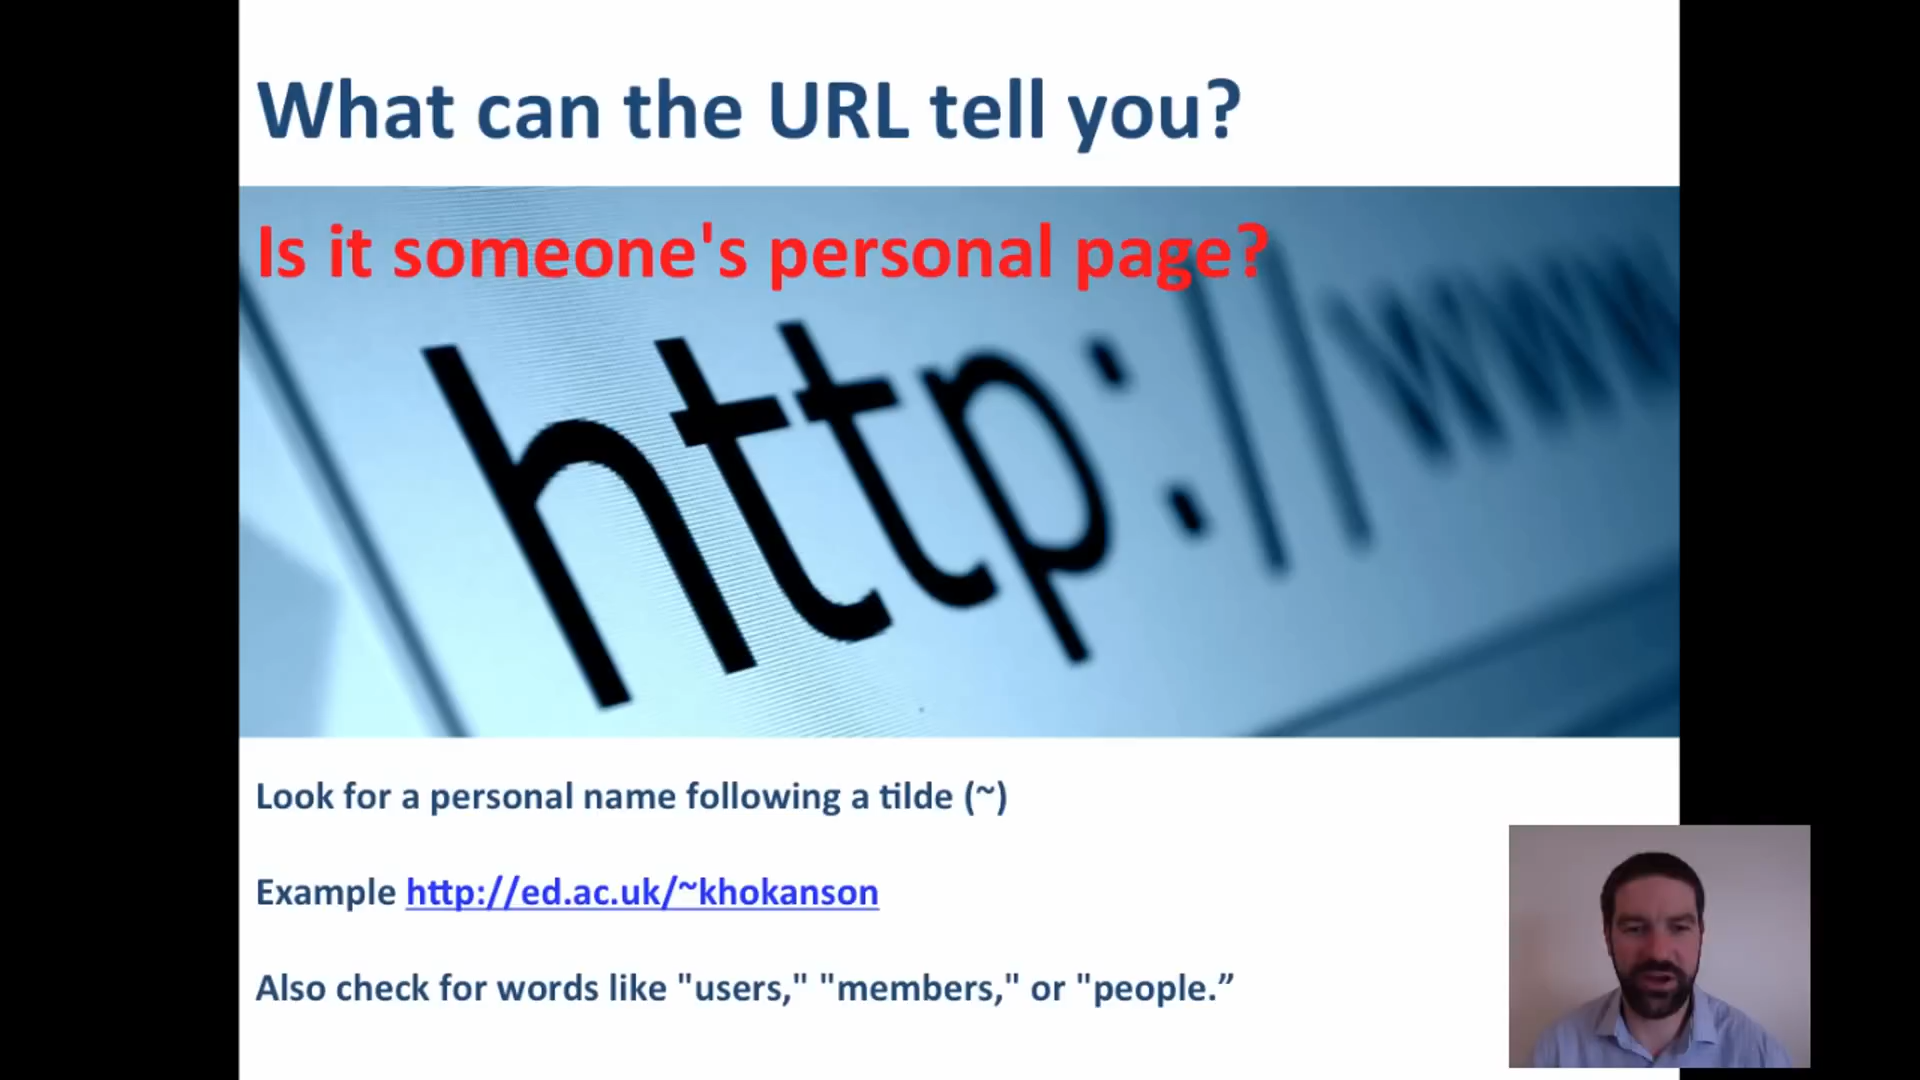 What can the URL tell you?
Is it someone's personal page?
http://www
Look for a personal name following a tilde (~)
Example http://ed.ac.uk/~khokanson
Also check for words like "users," "members," or "people.”